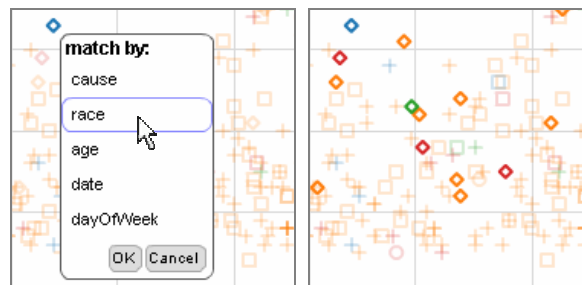 match by:
cause
race
age
date
dayOfWeek
OK Cancel